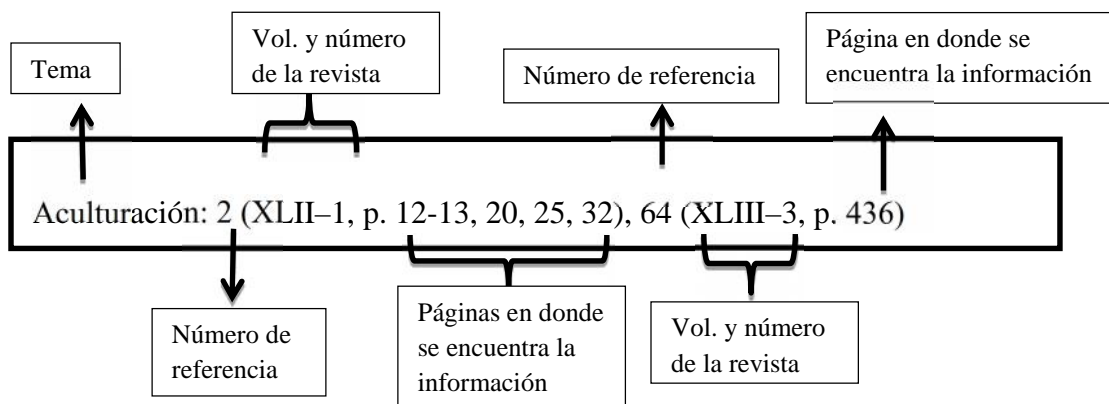 Tema
Vol. y número
de la revista
Número de referencia
Página en donde se
encuentra la información
Aculturación: 2 (XLII–1, p. 12-13, 20, 25, 32), 64 (XLIII–3, p. 436)
Número de
referencia
Páginas en donde
se encuentra la
información
Vol. y número
de la revista